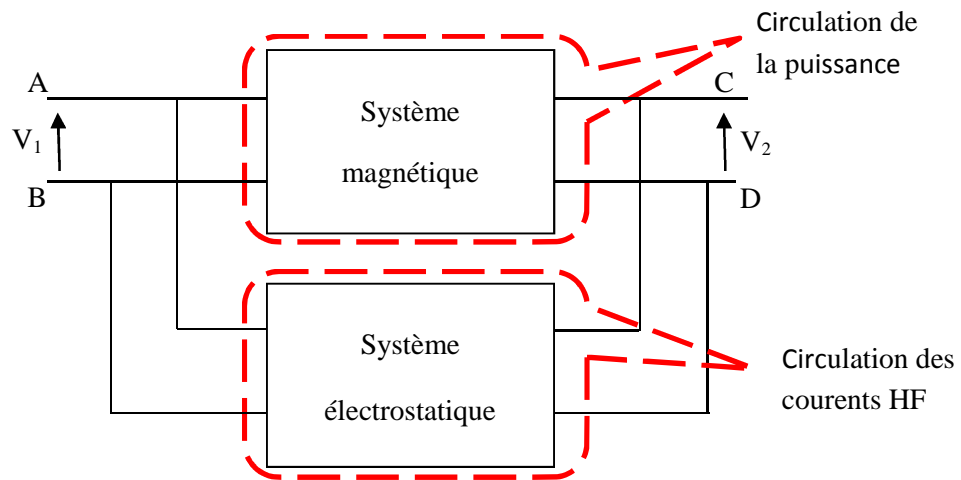 Circulation de
la puissance
A
C
Système
magnétique
V1
V2
B
D
Système
électrostatique
Circulation des
courents HF